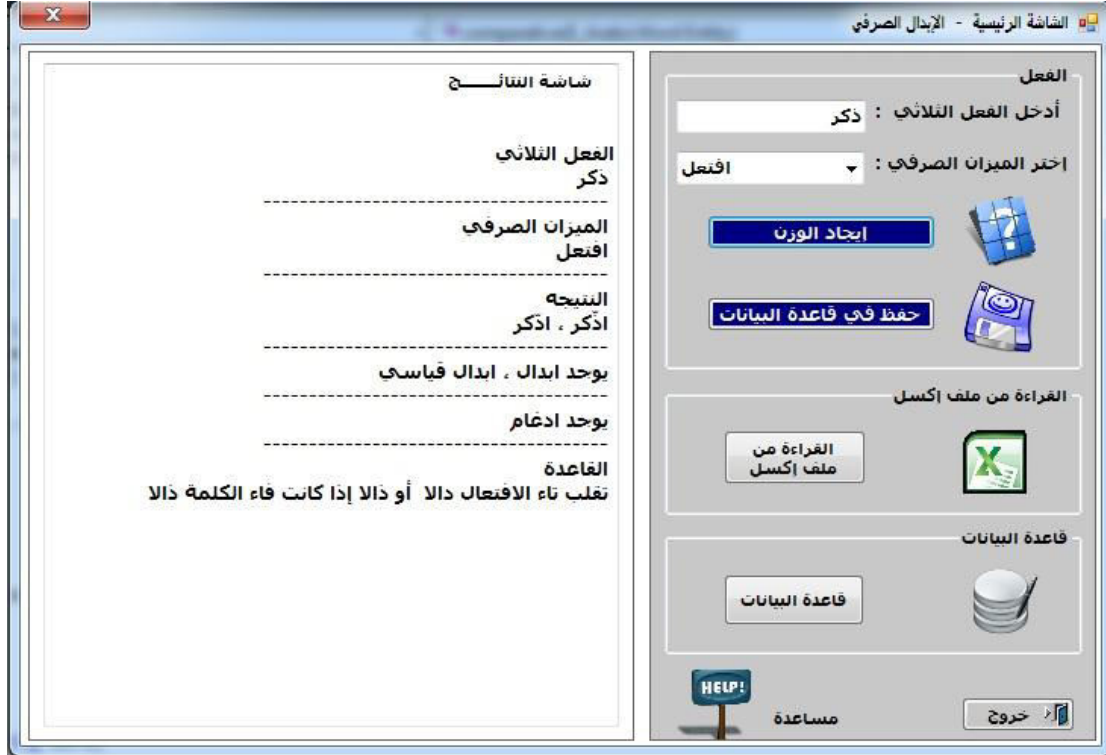 الشاشة الرئيسية - الإبدال الصرفي
الفعل
أدخل الفعل الثلاثي : ذكر
إختر الميزان الصرفي : افتعل
إيجاد الوزن
حفظ في قاعدة البيانات
القراءة من ملف إكسل
القراءة من
ملف إكسل
قاعدة البيانات
قاعدة البيانات
HELP!
مساعدة
خروج
شاشة النتائـــــج
الفعل الثلاثي
ذكر
------------------------------------
الميزان الصرفي
افتعل
------------------------------------
النتيجه
اذّكر ، ادّكر
------------------------------------
يوجد ابدال ، ابدال قياسي
------------------------------------
يوجد ادغام
------------------------------------
القاعدة
تقلب تاء الافتعال دالا أو ذالا إذا كانت فاء الكلمة ذالا